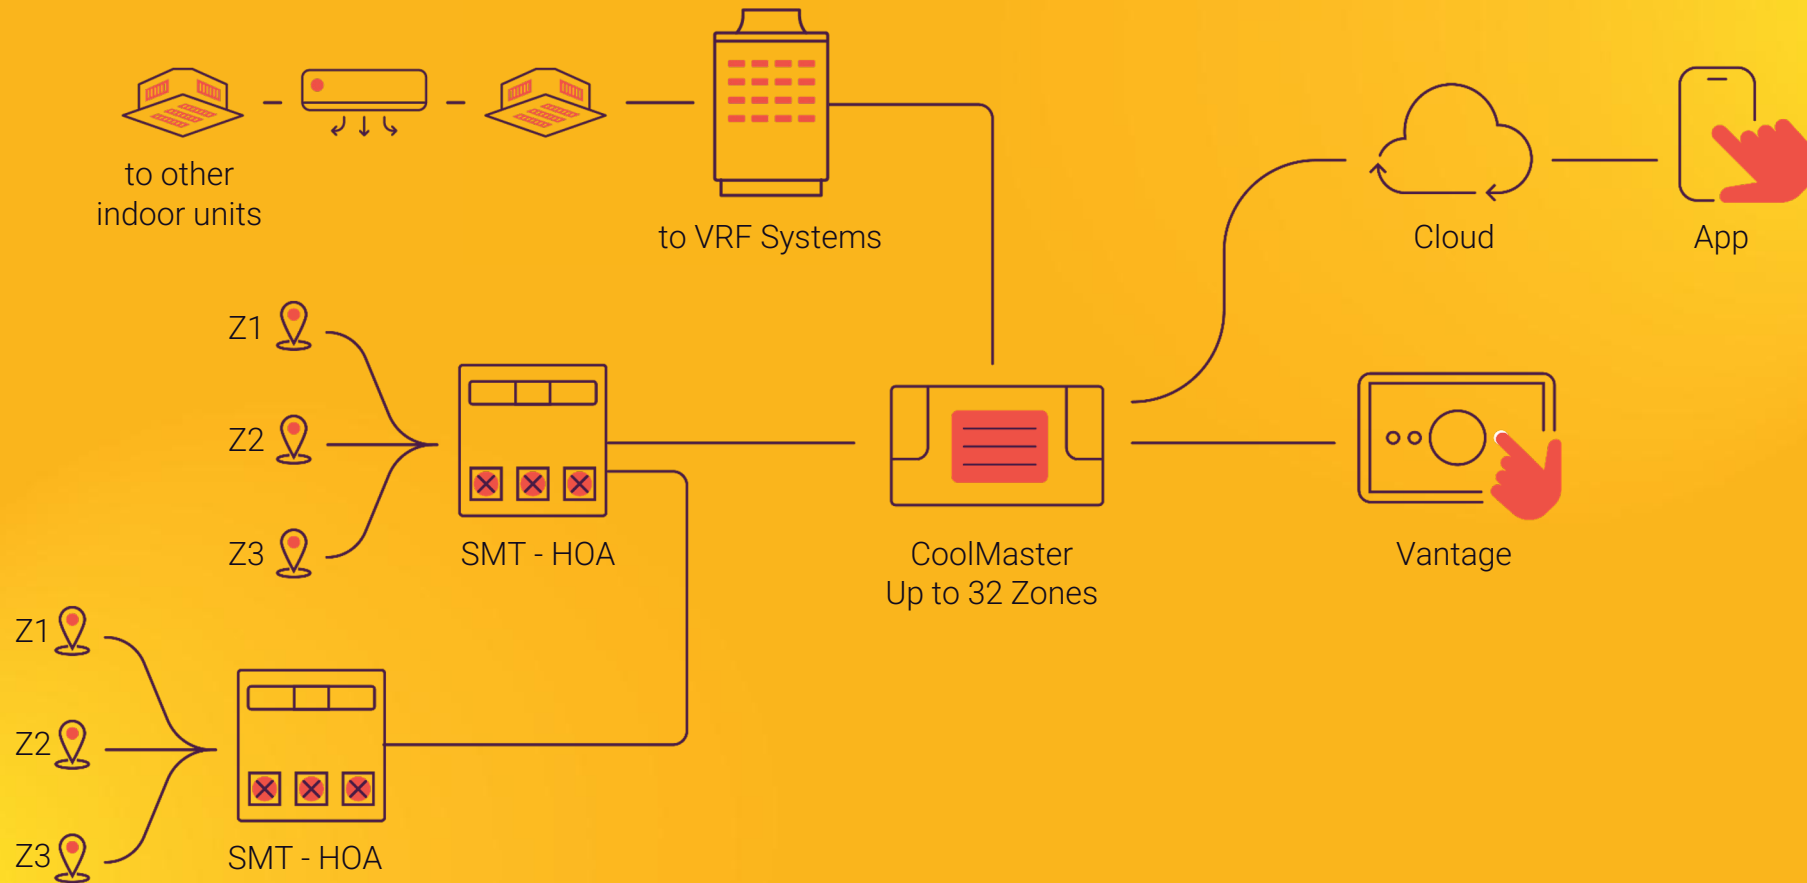 to other
indoor units
to VRF Systems
Cloud
App
Z1
Z2
Z3
SMT - HOA
CoolMaster
Up to 32 Zones
Vantage
Z1
Z2
Z3
SMT - HOA